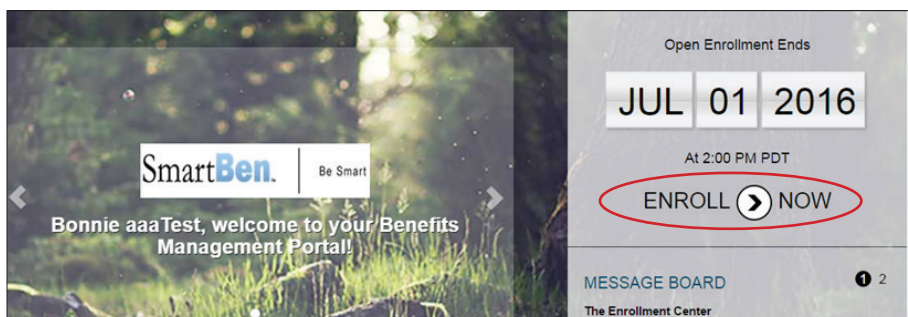 SmartBen.
Be Smart
Bonnie aaaTest, welcome to your Benefits
Management Portal!
Open Enrollment Ends
JUL 01 2016
At 2:00 PM PDT
ENROLL NOW
MESSAGE BOARD
1 2
The Enrollment Center